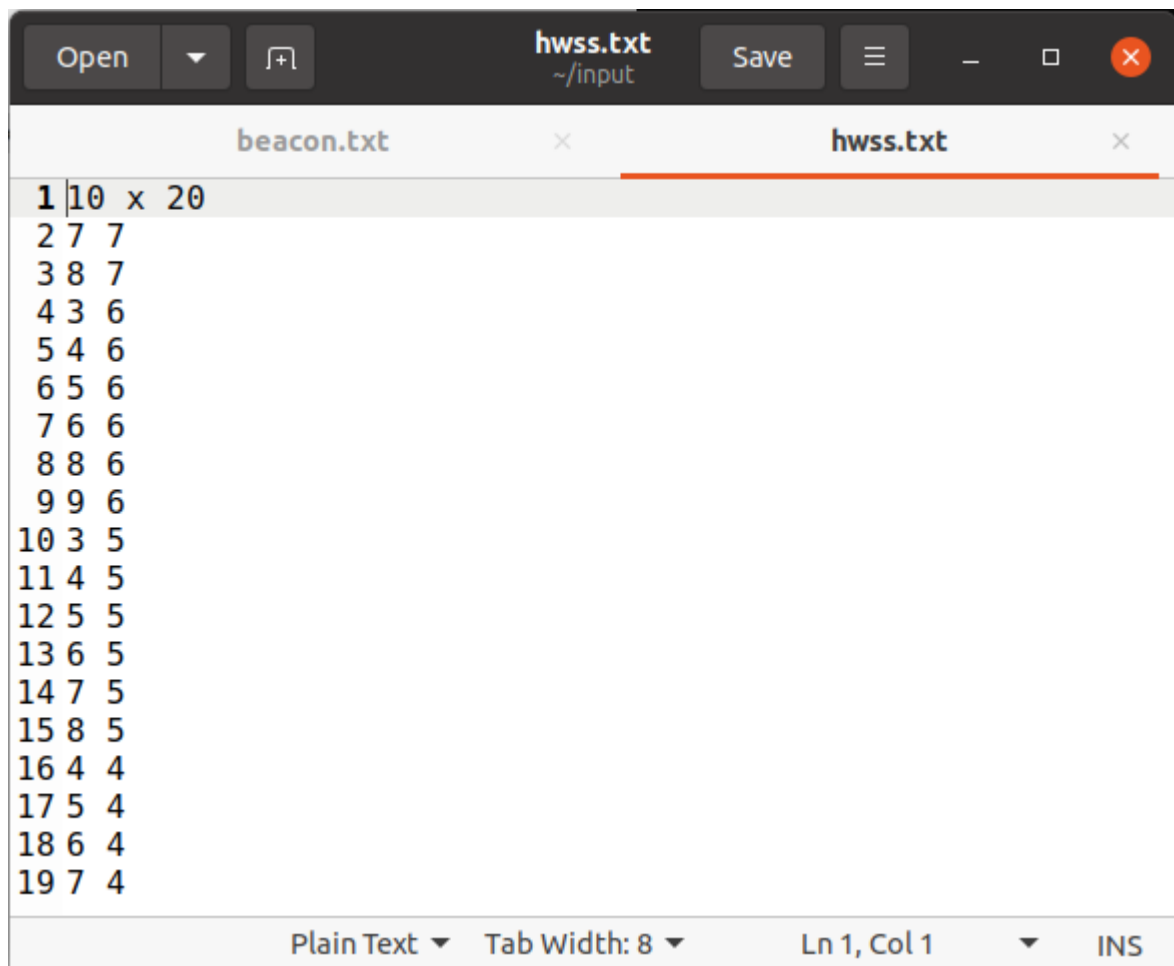 Open hwss.txt Save
~/input
beacon.txt hwss.txt
1 10 x 20
2 7 7
3 8 7
4 3 6
5 4 6
6 5 6
7 6 6
8 8 6
9 9 6
10 3 5
11 4 5
12 5 5
13 6 5
14 7 5
15 8 5
16 4 4
17 5 4
18 6 4
19 7 4
Plain Text Tab Width: 8 Ln 1, Col 1 INS